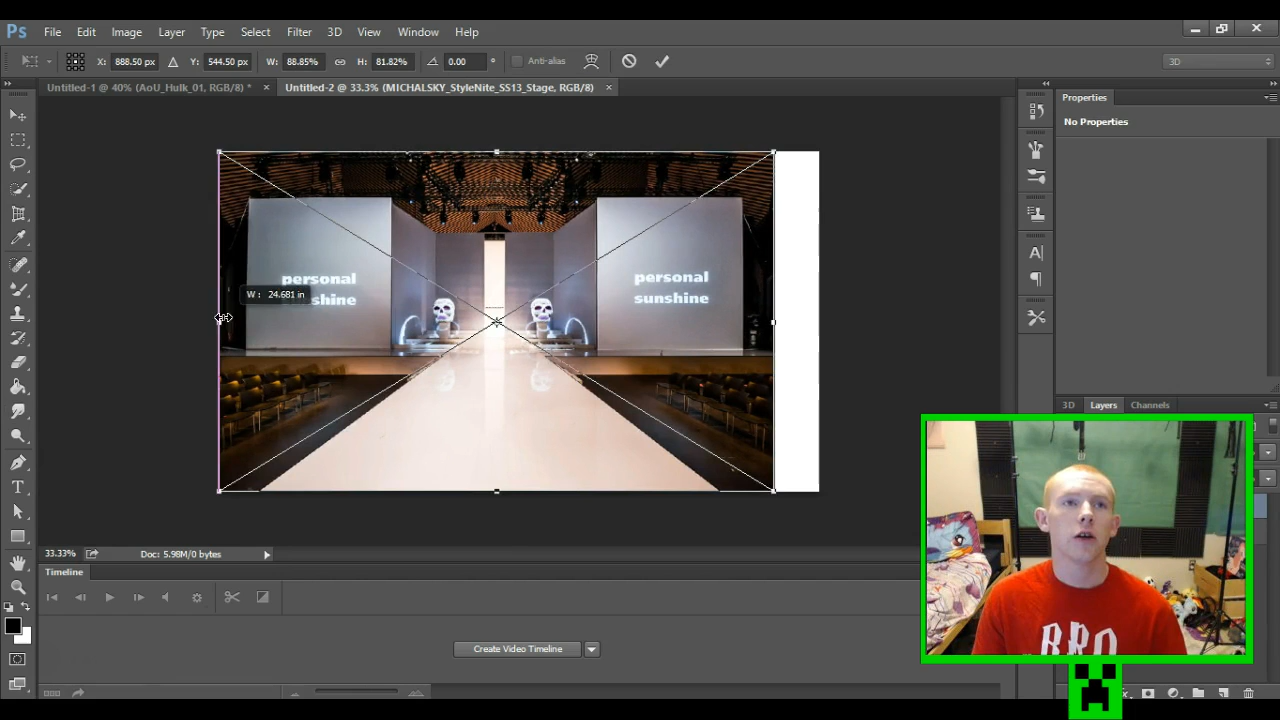 Ps File Edit Image Layer Type Select Filter 3D View Window Help
X: 888.50 px Y: 544.50 px W: 88.85% H: 81.82% 0.00 ° Anti-alias 3D
Untitled-1 @ 40% (AoU_Hulk_01, RGB/8) * × Untitled-2 @ 33.3% (MICHALSKY_StyleNite_SS13_Stage, RGB/8) ×
Properties
No Properties
personal
personal
sunshine
W : 24.681 in
shine
3D Layers Channels
33.33% Doc: 5.98M/0 bytes
Timeline
Create Video Timeline
BRO